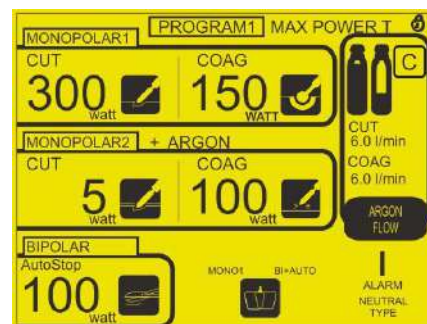 PROGRAM1 MAX POWER T
MONOPOLAR1
CUT
300 watt
COAG
150 WATT
C
CUT
6.0 l/min
COAG
6.0 l/min
ARGON
FLOW
MONOPOLAR2 + ARGON
CUT
5 watt
COAG
100 watt
BIPOLAR
AutoStop
100 watt
MONO1 BI+AUTO
ALARM
NEUTRAL
TYPE